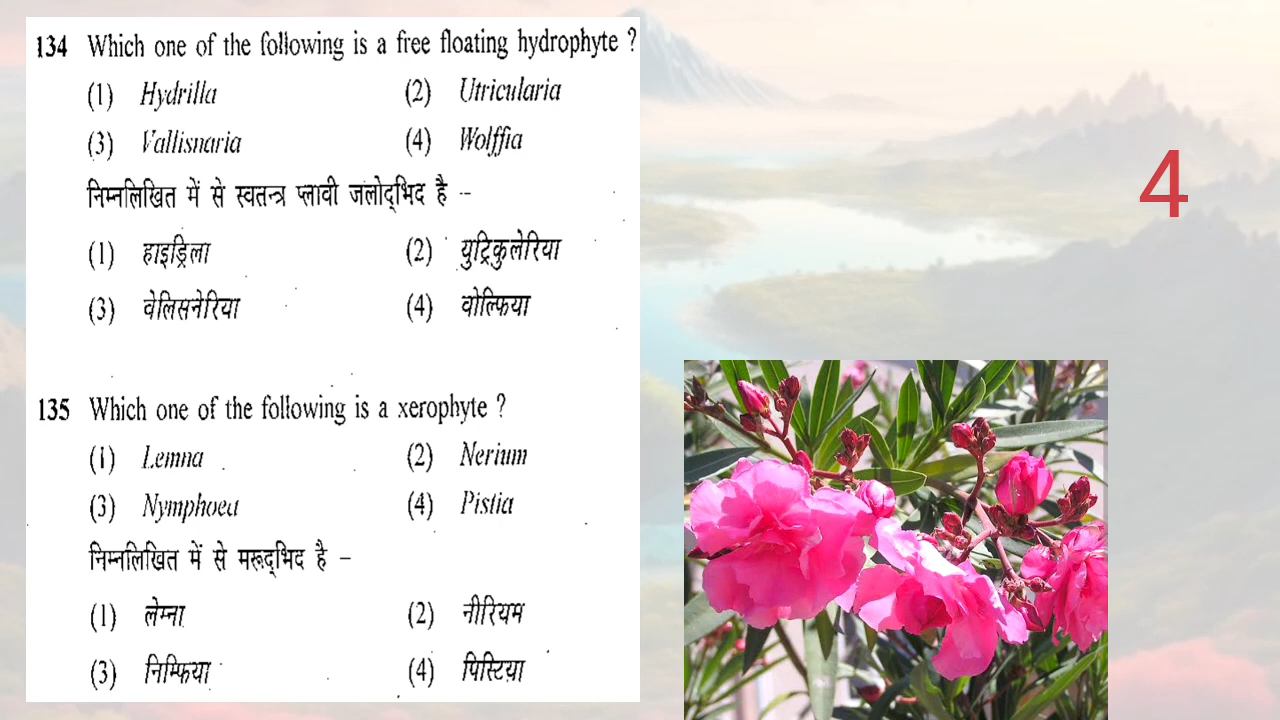 134 Which one of the following is a free floating hydrophyte ?
(1) Hydrilla (2) Utricularia
(3) Vallisnaria (4) Wolffia
निम्नलिखित में से स्वतन्त्र प्लावी जलोद्भिद है --
(1) हाइड्रिला (2) युट्रिकुलेरिया
(3) वेलिसनेरिया (4) वोल्फिया
135 Which one of the following is a xerophyte ?
(1) Lemna (2) Nerium
(3) Nymphoea (4) Pistia
निम्नलिखित में से मरूद्भिद है –
(1) लेम्ना (2) नीरियम
(3) निम्फिया (4) पिस्टिया
4